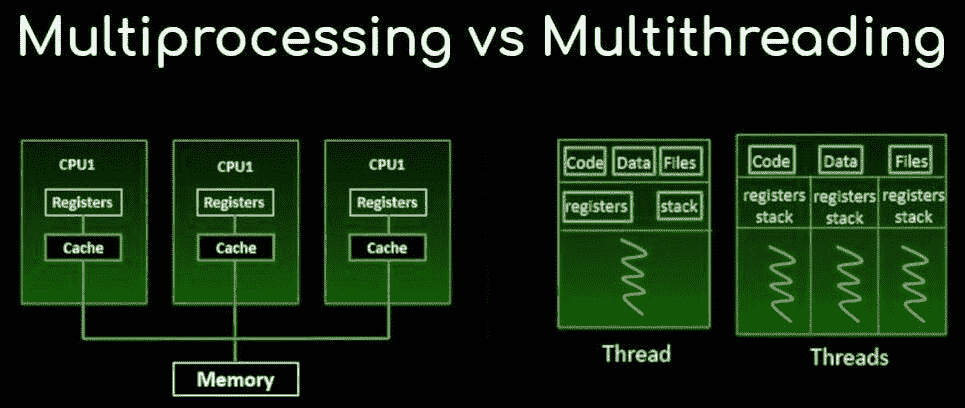 Multiprocessing vs Multithreading
CPU1
Registers
Cache
CPU1
Registers
Cache
CPU1
Registers
Cache
Memory
Code Data Files
registers stack
Thread
Code Data Files
registers registers registers
stack stack stack
Threads